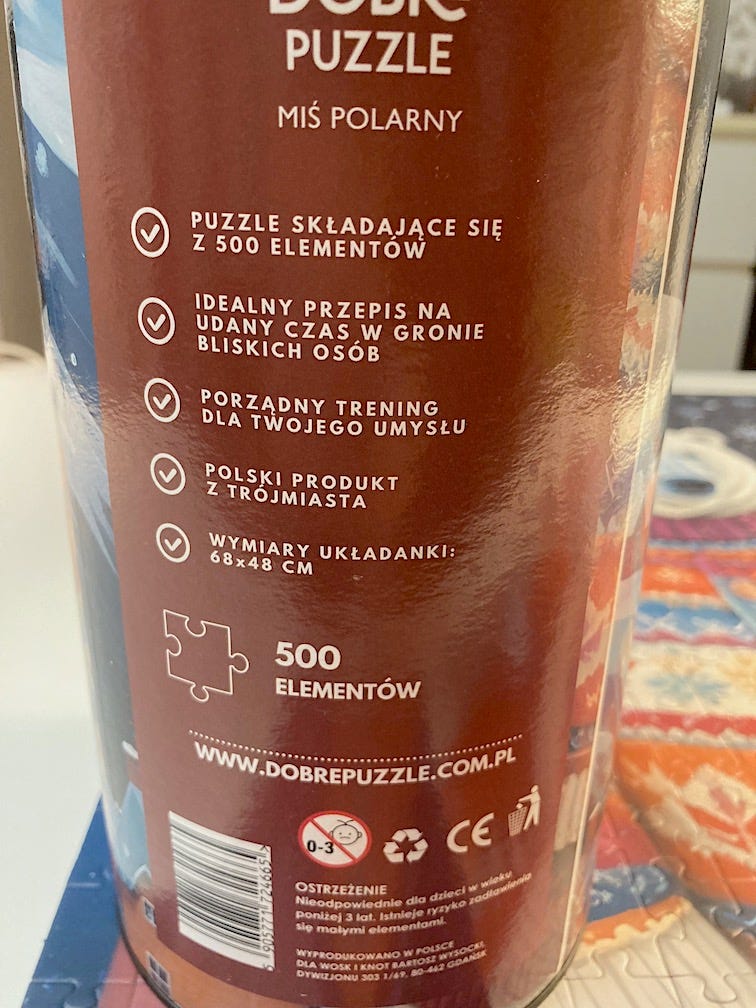 DOBRE
PUZZLE
MIŚ POLARNY
PUZZLE SKŁADAJĄCE SIĘ
Z 500 ELEMENTÓW
IDEALNY PRZEPIS NA
UDANY CZAS W GRONIE
BLISKICH OSÓB
PORZĄDNY TRENING
DLA TWOJEGO UMYSŁU
POLSKI PRODUKT
Z TRÓJMIASTA
WYMIARY UKŁADANKI:
68x48 CM
500
ELEMENTÓW
WWW.DOBREPUZZLE.COM.PL
0-3
CE
OSTRZEŻENIE
Nieodpowiednie dla dzieci w wieku
poniżej 3 lat. Istnieje ryzyko zadławienia
się małymi elementami.
WYPRODUKOWANO W POLSCE
DLA WOSK I KNOT BARTOSZ WYSOCKI,
DYWIZJONU 303 1/69, 80-462 GDAŃSK
5905771724665